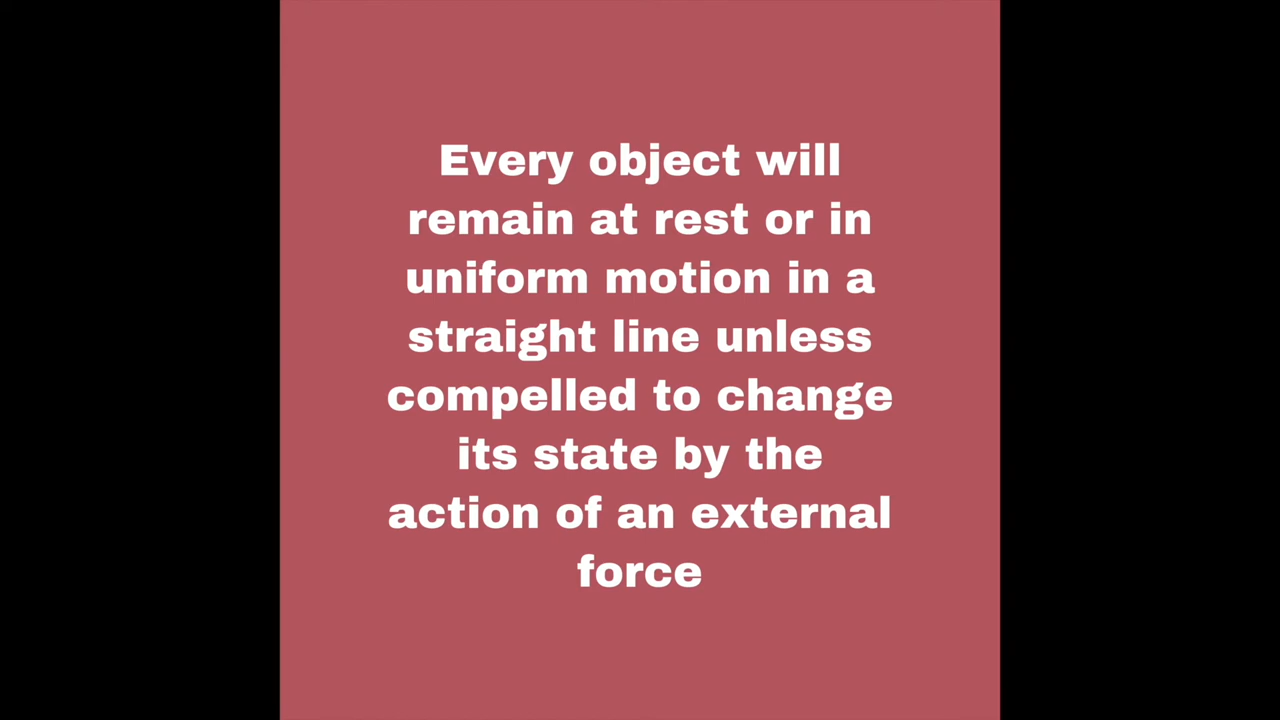 Every object will
remain at rest or in
uniform motion in a
straight line unless
compelled to change
its state by the
action of an external
force